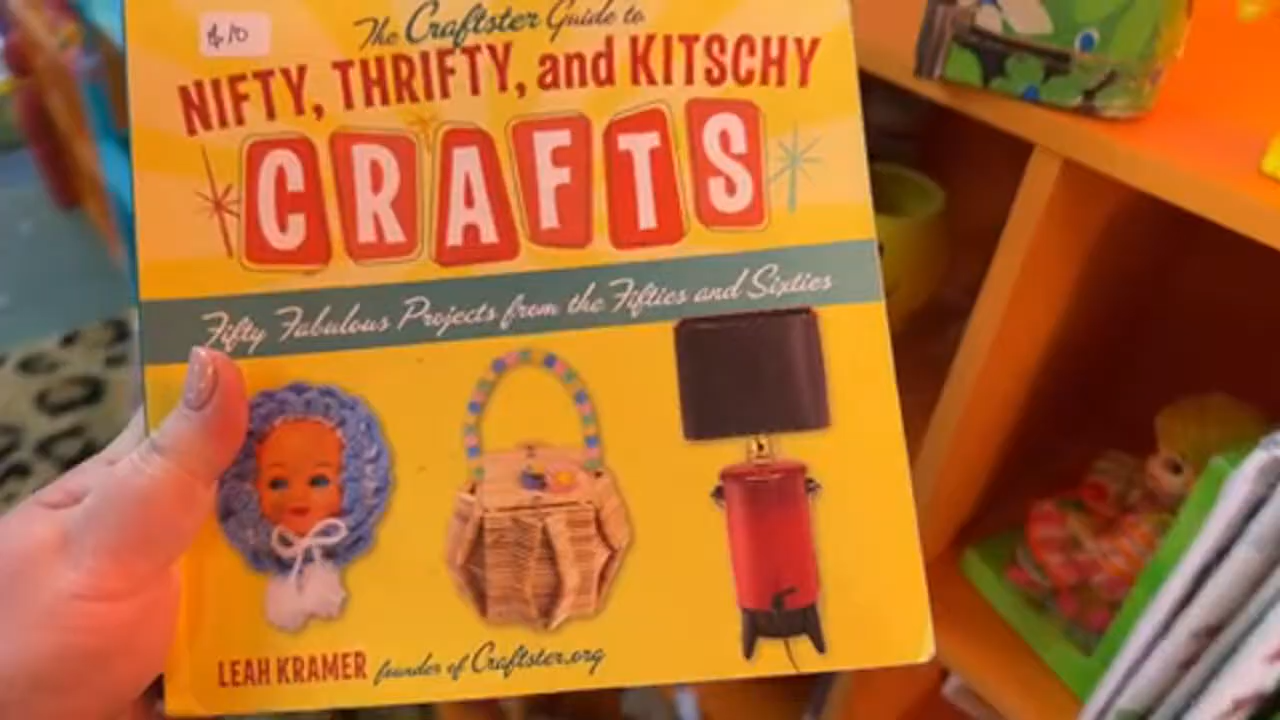 $10
The Craftster Guide to
NIFTY, THRIFTY, and KITSCHY
CRAFTS
Fifty Fabulous Projects from the Fifties and Sixties
LEAH KRAMER founder of Craftster.org